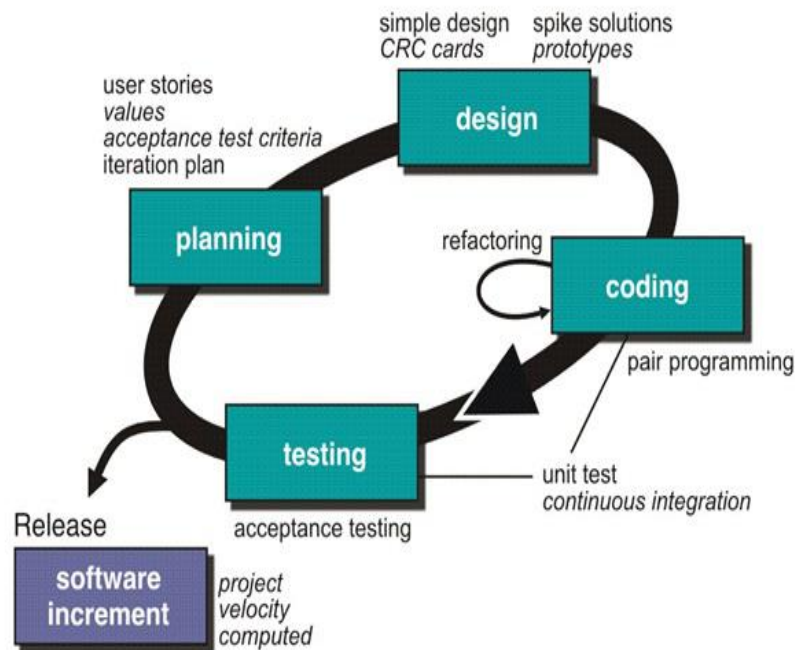 simple design
CRC cards
spike solutions
prototypes
user stories
values
acceptance test criteria
iteration plan
design
planning
refactoring
coding
pair programming
testing
unit test
continuous integration
acceptance testing
Release
software
increment
project
velocity
computed